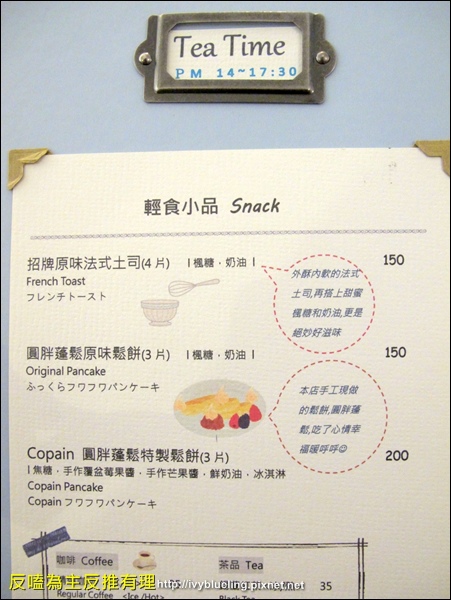 Tea Time
PM 14~17:30
輕食小品 Snack
招牌原味法式土司(4片) |楓糖・奶油| 150
French Toast
フレンチトースト
外酥內軟的法式
土司,再搭上甜蜜
楓糖和奶油,更是
絕妙好滋味
圓胖蓬鬆原味鬆餅(3片) |楓糖・奶油| 150
Original Pancake
ふっくらフワフワパンケーキ
本店手工現做
的鬆餅,圓胖蓬
鬆,吃了心情幸
福暖呼呼☺
Copain 圓胖蓬鬆特製鬆餅(3片) 200
|焦糖・手作覆盆莓果醬・手作芒果醬・鮮奶油・冰淇淋
Copain Pancake
Copain フワフワパンケーキ
咖啡 Coffee 茶品 Tea
35
Regular Coffee <Ice /Hot>
Black Tea
反嗑為主反推有理 http://ivyblueling.pixnet.net